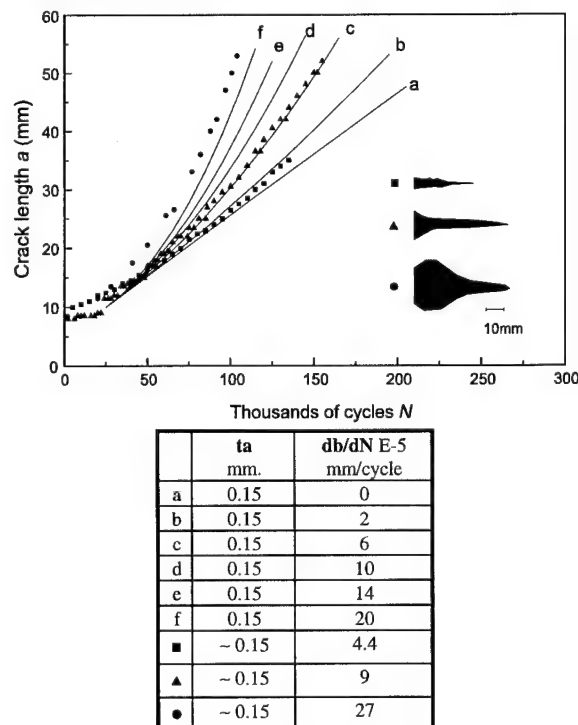 60
50
40
30
20
10
0
Crack length a (mm)
f
e
d
c
b
a
10mm
0 50 100 150 200 250 300
Thousands of cycles N
ta db/dN E-5
mm. mm/cycle
a 0.15 0
b 0.15 2
c 0.15 6
d 0.15 10
e 0.15 14
f 0.15 20
■ ~ 0.15 4.4
▲ ~ 0.15 9
● ~ 0.15 27